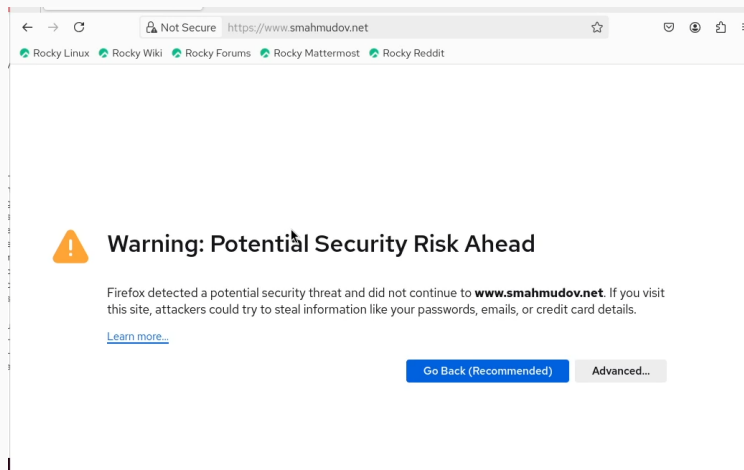 Not Secure https://www.smahmudov.net
Rocky Linux Rocky Wiki Rocky Forums Rocky Mattermost Rocky Reddit
Warning: Potential Security Risk Ahead
Firefox detected a potential security threat and did not continue to www.smahmudov.net. If you visit
this site, attackers could try to steal information like your passwords, emails, or credit card details.
Learn more...
Go Back (Recommended) Advanced...